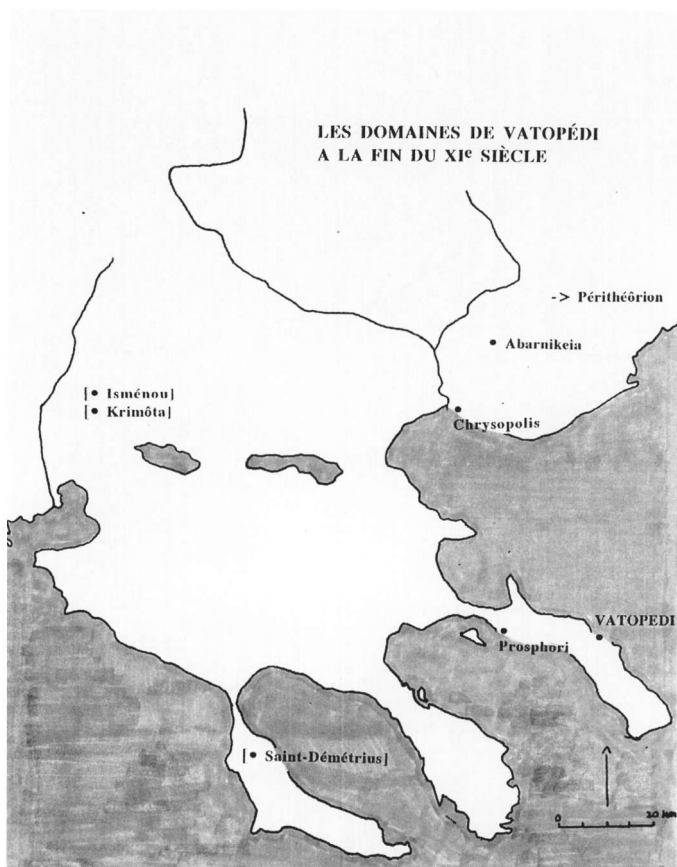 LES DOMAINES DE VATOPÉDI
A LA FIN DU XIe SIÈCLE
-> Périthéôrion
• Abarnikeia
[ • Isménou]
[ • Krimôta]
Chrysopolis
VATOPEDI
Prosphori
[ • Saint-Démétrius]
0 20 km